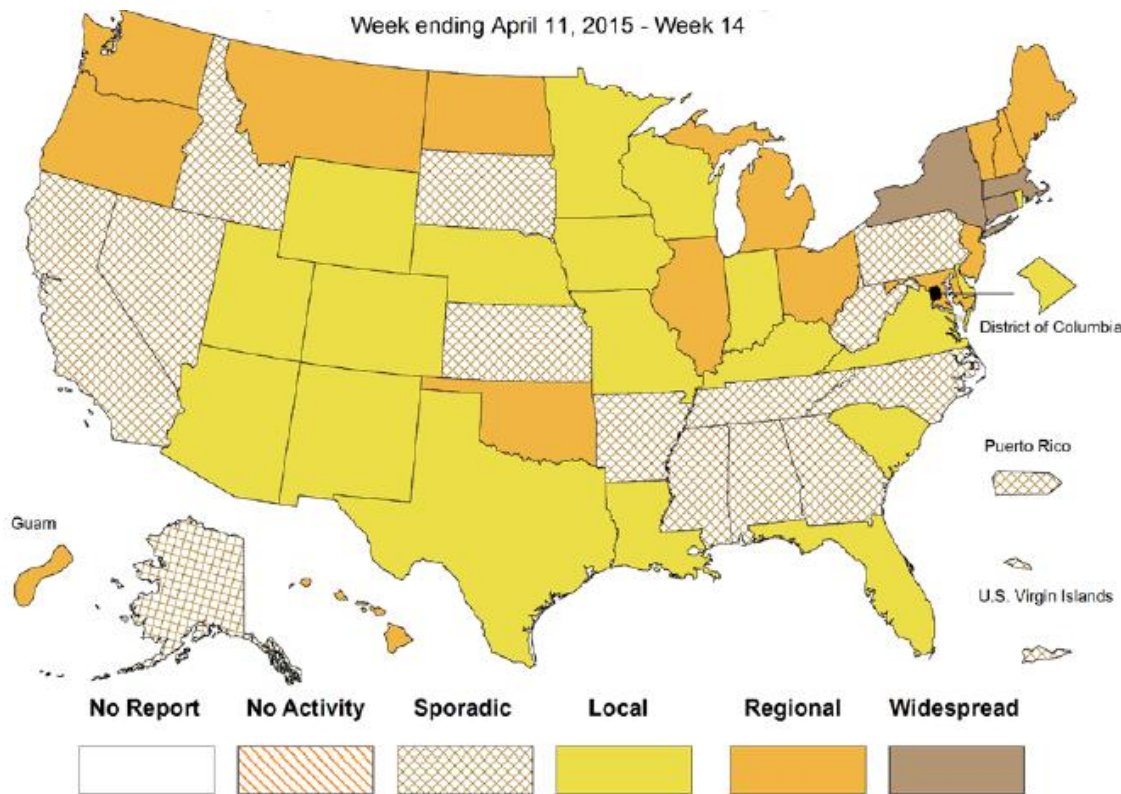 Week ending April 11, 2015 - Week 14
District of Columbia
Puerto Rico
Guam
U.S. Virgin Islands
No Report
No Activity
Sporadic
Local
Regional
Widespread